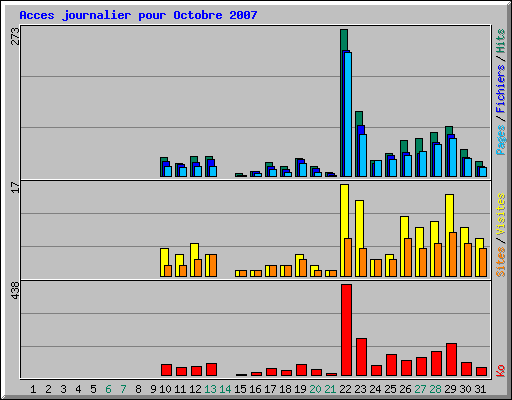 Acces journalier pour Octobre 2007
273
17
438
Pages / Fichiers / Hits
Sites / Visites
Ko
1 2 3 4 5 6 7 8 9 10 11 12 13 14 15 16 17 18 19 20 21 22 23 24 25 26 27 28 29 30 31